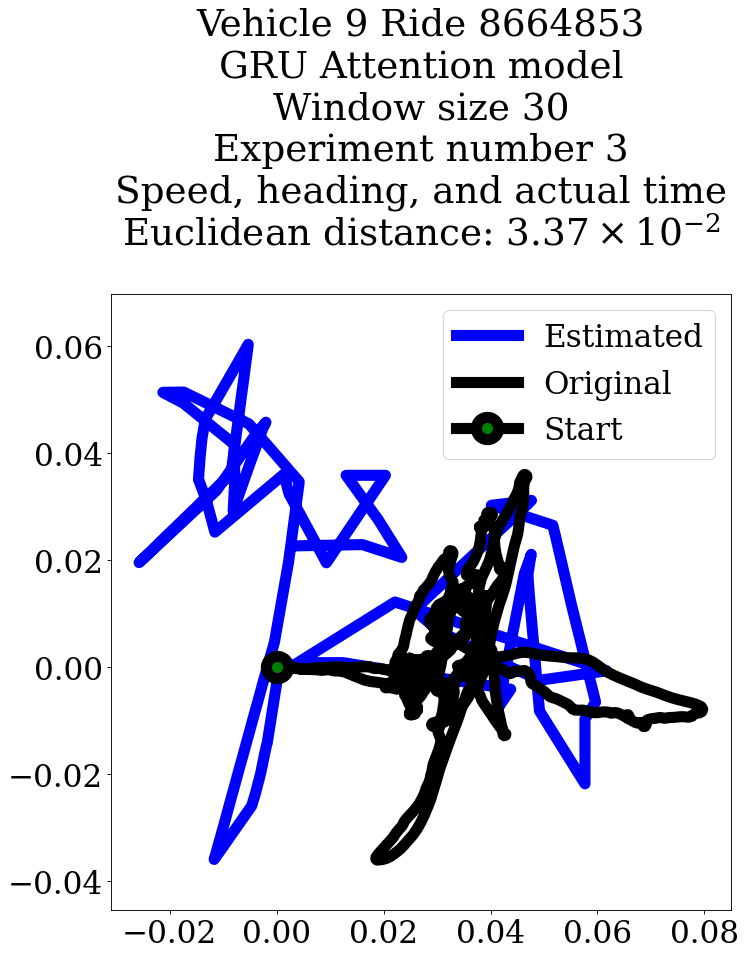 Vehicle 9 Ride 8664853
GRU Attention model
Window size 30
Experiment number 3
Speed, heading, and actual time
Euclidean distance: 3.37 × 10⁻²
Estimated
Original
Start
0.06
0.04
0.02
0.00
−0.02
−0.04
−0.02 0.00 0.02 0.04 0.06 0.08